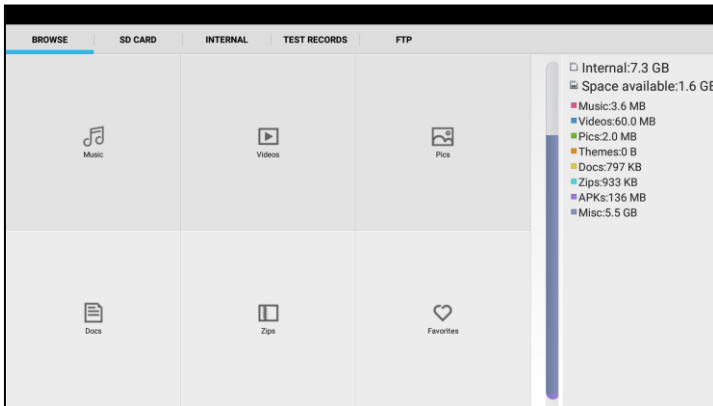 BROWSE SD CARD INTERNAL TEST RECORDS FTP
Music Videos Pics
Docs Zips Favorites
Internal:7.3 GB
Space available:1.6 GB
Music:3.6 MB
Videos:60.0 MB
Pics:2.0 MB
Themes:0 B
Docs:797 KB
Zips:933 KB
APKs:136 MB
Misc:5.5 GB